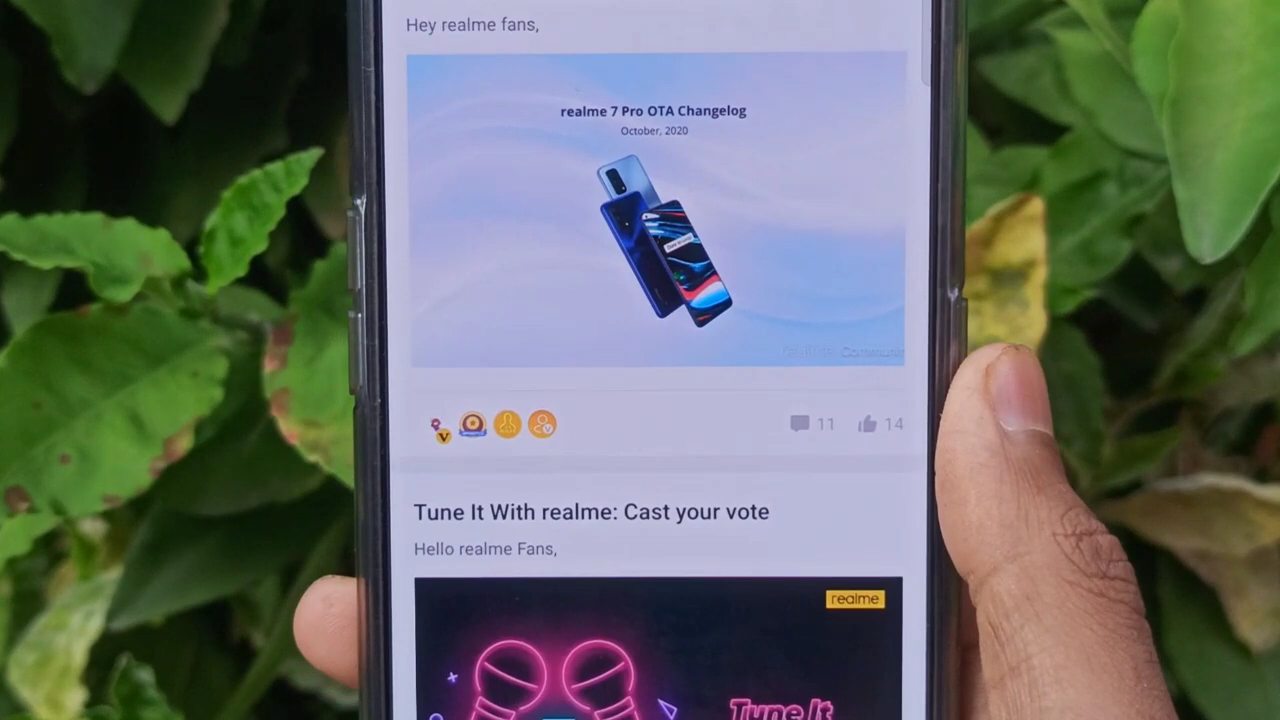 Hey realme fans,
realme 7 Pro OTA Changelog
October, 2020
11
14
Tune It With realme: Cast your vote
Hello realme Fans,
realme
Tune It